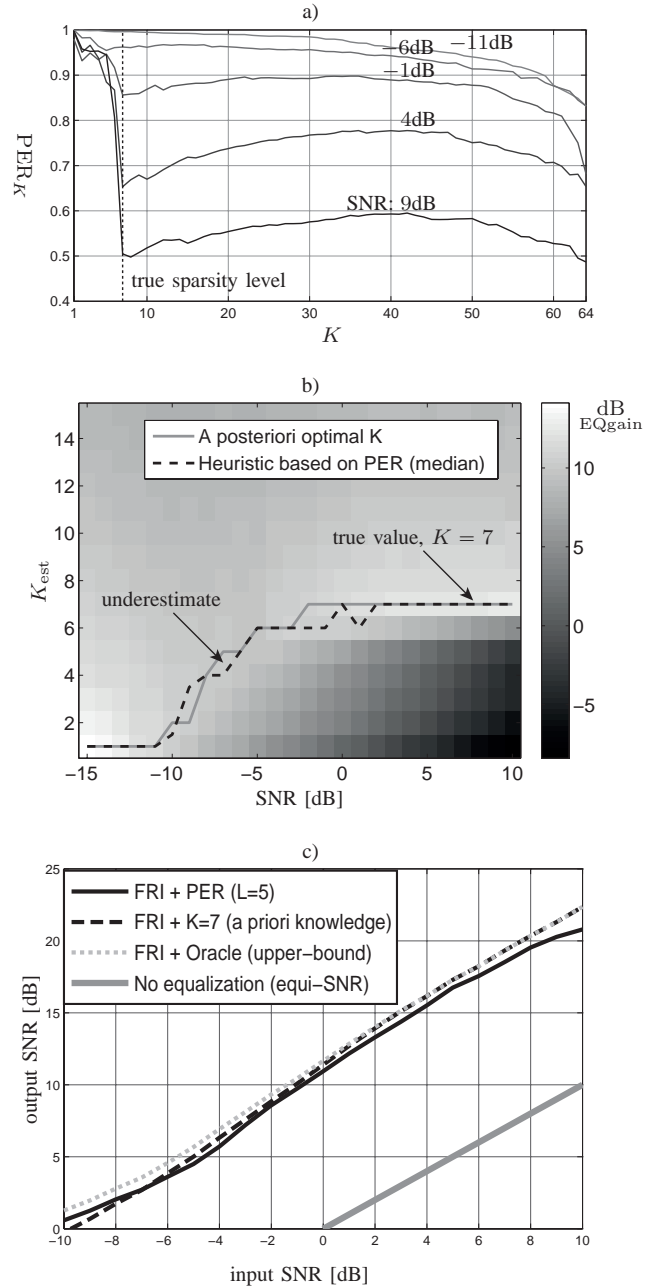 a)
1
0.9
0.8
0.7
0.6
0.5
0.4
PER_K
−11dB
−6dB
−1dB
4dB
SNR: 9dB
true sparsity level
1 10 20 30 40 50 60 64
K
b)
14
12
10
8
6
4
2
K_est
A posteriori optimal K
Heuristic based on PER (median)
true value, K = 7
underestimate
−15 −10 −5 0 5 10
SNR [dB]
dB
EQgain
10
5
0
−5
c)
25
20
15
10
5
0
output SNR [dB]
FRI + PER (L=5)
FRI + K=7 (a priori knowledge)
FRI + Oracle (upper−bound)
No equalization (equi−SNR)
−10 −8 −6 −4 −2 0 2 4 6 8 10
input SNR [dB]